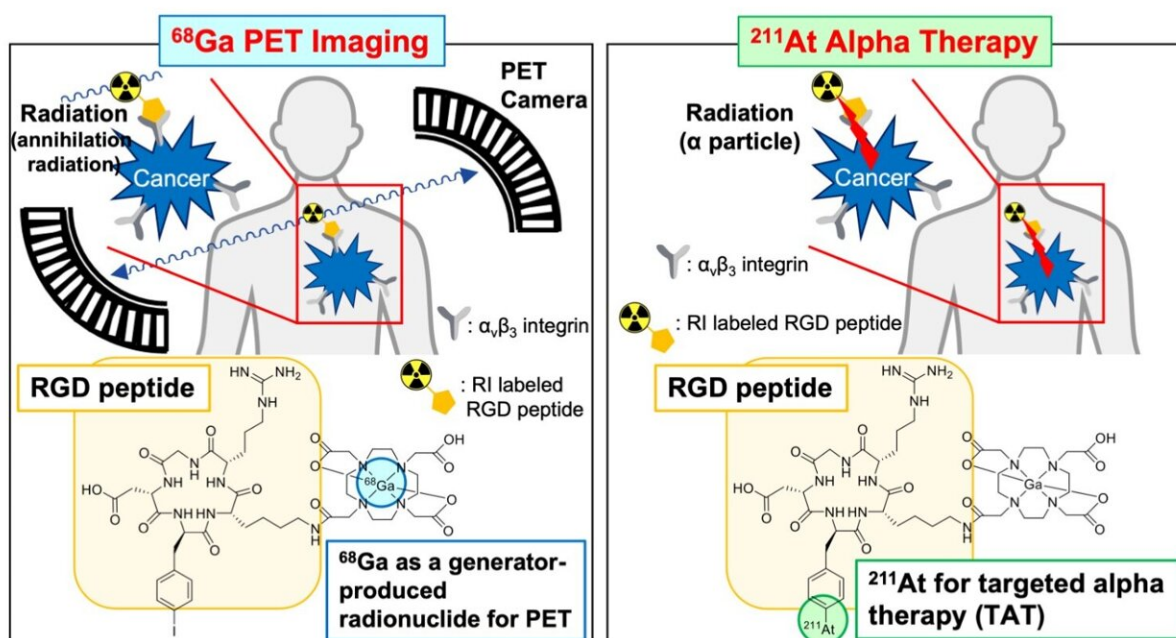 ⁶⁸Ga PET Imaging
Radiation
(annihilation
radiation)
Cancer
PET
Camera
: αvβ₃ integrin
: RI labeled
RGD peptide
RGD peptide
HN
NH₂
NH
O
O
OH
O
O
N
N
O
NH
N
H
HN
NH
HO
O
O
⁶⁸Ga
O
NH HN
O
N
N
O
N
H
O
O
O
I
⁶⁸Ga as a generator-
produced
radionuclide for PET
²¹¹At Alpha Therapy
Radiation
(α particle)
Cancer
: αvβ₃ integrin
: RI labeled RGD peptide
RGD peptide
HN
NH₂
NH
O
O
OH
O
O
N
N
O
NH
N
H
HN
NH
HO
O
O
Ga
O
NH HN
O
N
N
O
N
H
O
O
O
²¹¹At
²¹¹At for targeted alpha
therapy (TAT)